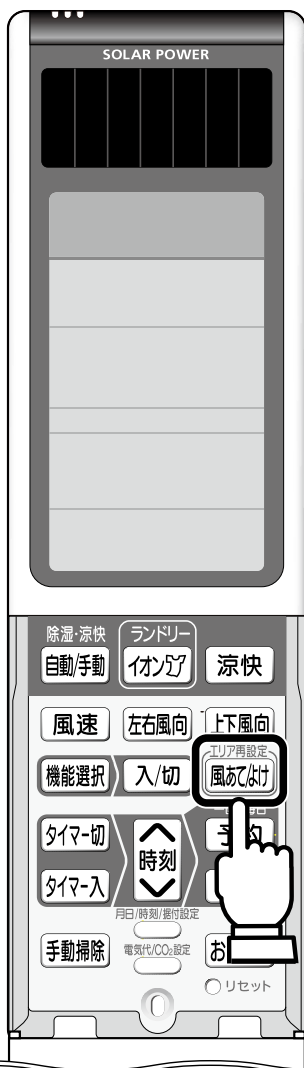 SOLAR POWER
除湿・涼快
ランドリー
自動/手動
イオン
涼快
風速
左右風向
上下風向
エリア再設定
機能選択
入/切
風あて/よけ
タイマー切
時刻
タイマー入
月日/時刻/据付設定
手動掃除
電気代/CO₂設定
お
リセット